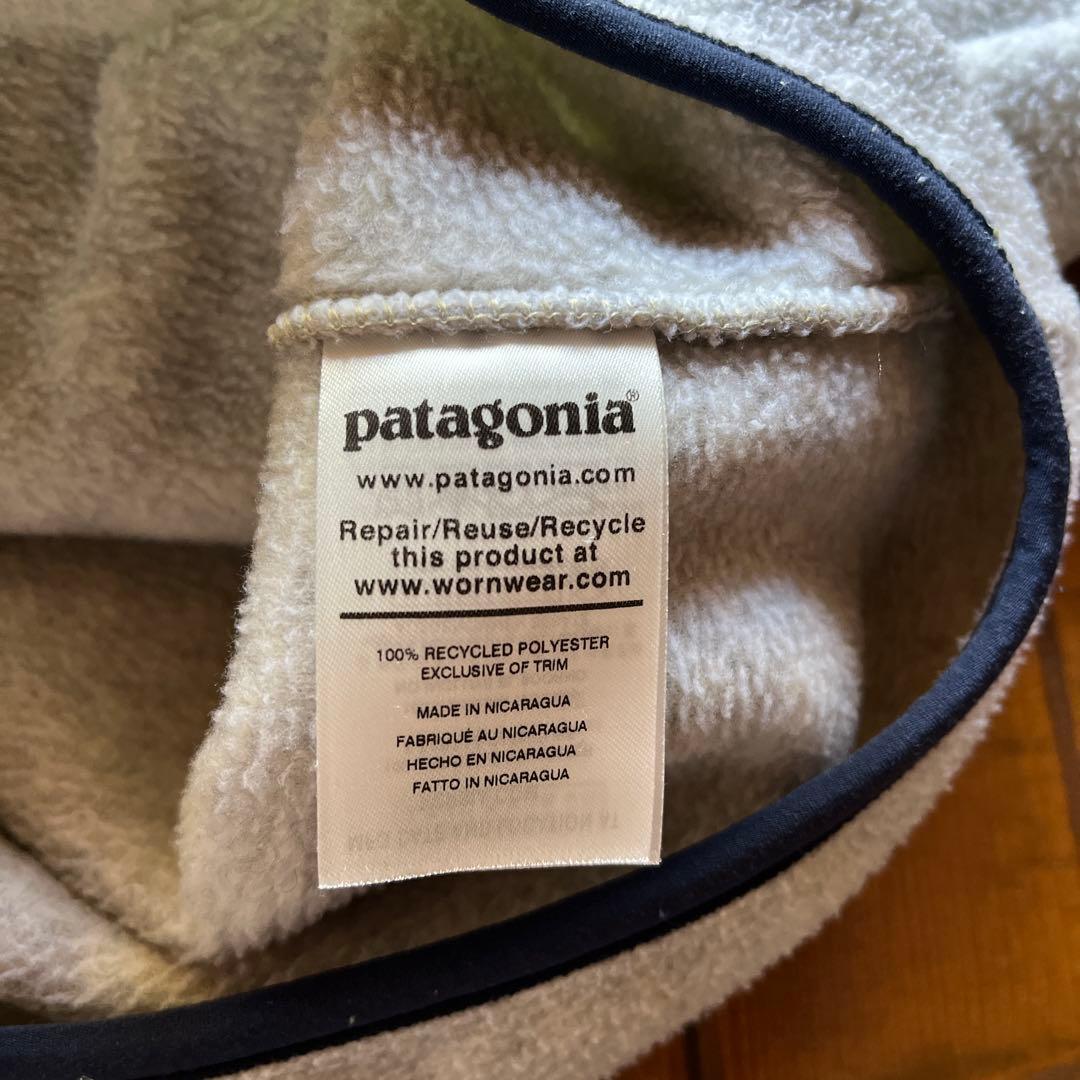 patagonia®
www.patagonia.com
Repair/Reuse/Recycle
this product at
www.wornwear.com
100% RECYCLED POLYESTER
EXCLUSIVE OF TRIM
MADE IN NICARAGUA
FABRIQUÉ AU NICARAGUA
HECHO EN NICARAGUA
FATTO IN NICARAGUA